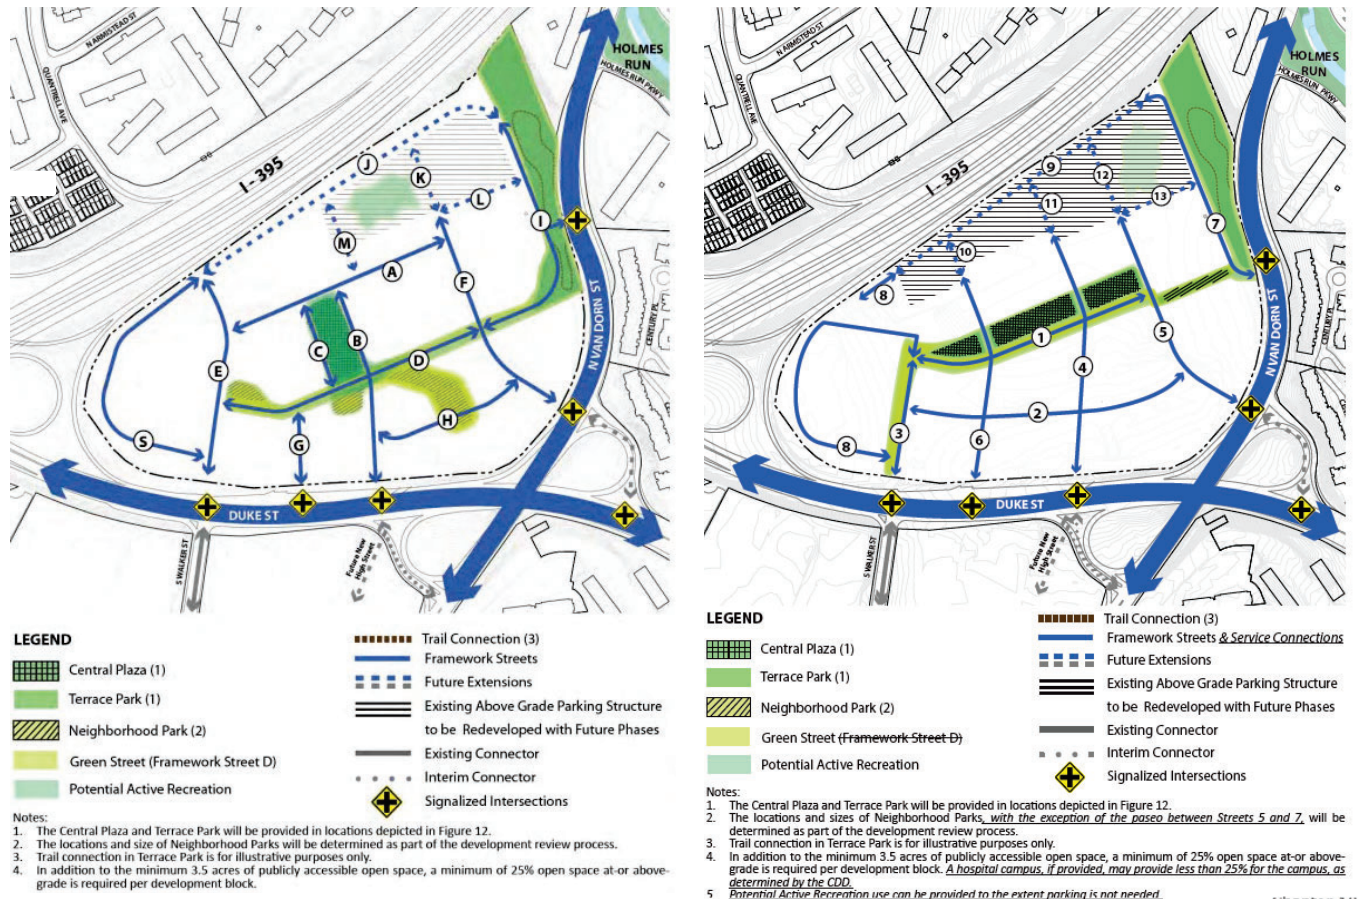 N ARMISTEAD ST
QUANTRELL AVE
HOLMES
RUN
HOLMES RUN PKWY
I - 395
J
K
L
M
I
A
F
B
C
D
E
H
G
S
N VAN DORN ST
CENTURY PL
DUKE ST
S WALKER ST
Future New
High Street
LEGEND
Central Plaza (1)
Terrace Park (1)
Neighborhood Park (2)
Green Street (Framework Street D)
Potential Active Recreation
Trail Connection (3)
Framework Streets
Future Extensions
Existing Above Grade Parking Structure
to be Redeveloped with Future Phases
Existing Connector
Interim Connector
Signalized Intersections
Notes:
1. The Central Plaza and Terrace Park will be provided in locations depicted in Figure 12.
2. The locations and size of Neighborhood Parks will be determined as part of the development review process.
3. Trail connection in Terrace Park is for illustrative purposes only.
4. In addition to the minimum 3.5 acres of publicly accessible open space, a minimum of 25% open space at-or above-
grade is required per development block.
N ARMISTEAD ST
QUANTRELL AVE
HOLMES
RUN
HOLMES RUN PKWY
I - 395
9
12
11
13
10
7
8
1
5
4
2
3
6
8
N VAN DORN ST
CENTURY PL
DUKE ST
S WALKER ST
Future New
High Street
LEGEND
Central Plaza (1)
Terrace Park (1)
Neighborhood Park (2)
Green Street (Framework Street D)
Potential Active Recreation
Trail Connection (3)
Framework Streets & Service Connections
Future Extensions
Existing Above Grade Parking Structure
to be Redeveloped with Future Phases
Existing Connector
Interim Connector
Signalized Intersections
Notes:
1. The Central Plaza and Terrace Park will be provided in locations depicted in Figure 12.
2. The locations and sizes of Neighborhood Parks, with the exception of the paseo between Streets 5 and 7, will be
determined as part of the development review process.
3. Trail connection in Terrace Park is for illustrative purposes only.
4. In addition to the minimum 3.5 acres of publicly accessible open space, a minimum of 25% open space at-or above-
grade is required per development block. A hospital campus, if provided, may provide less than 25% for the campus, as
determined by the CDD.
5 Potential Active Recreation use can be provided to the extent parking is not needed.